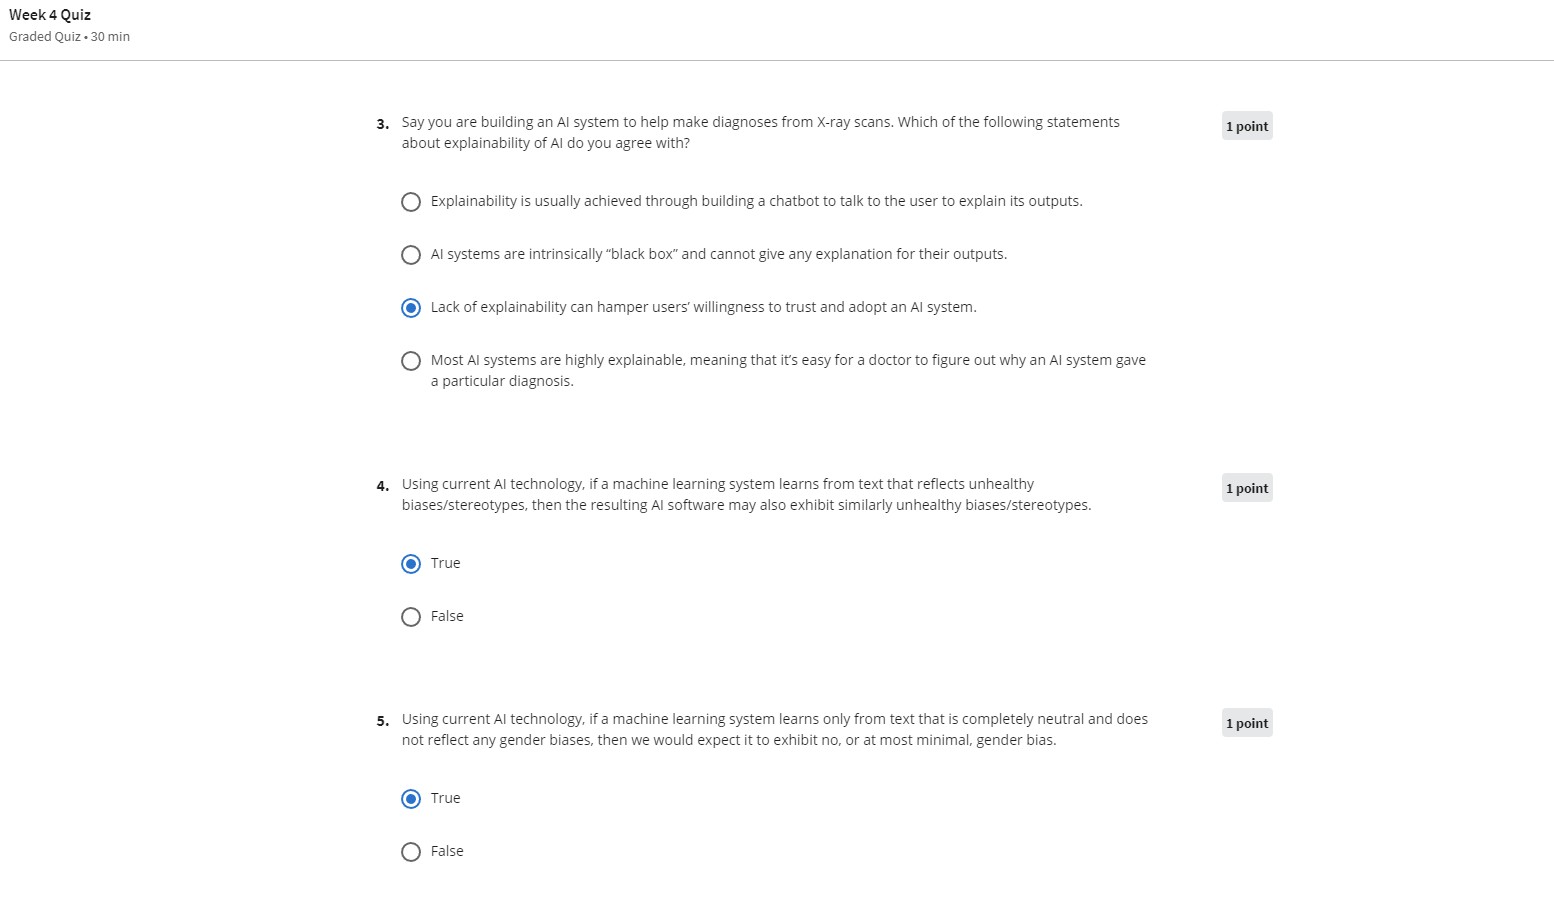 Week 4 Quiz
Graded Quiz • 30 min
3. Say you are building an AI system to help make diagnoses from X-ray scans. Which of the following statements
about explainability of AI do you agree with?
1 point
Explainability is usually achieved through building a chatbot to talk to the user to explain its outputs.
AI systems are intrinsically “black box” and cannot give any explanation for their outputs.
Lack of explainability can hamper users’ willingness to trust and adopt an AI system.
Most AI systems are highly explainable, meaning that it’s easy for a doctor to figure out why an AI system gave
a particular diagnosis.
4. Using current AI technology, if a machine learning system learns from text that reflects unhealthy
biases/stereotypes, then the resulting AI software may also exhibit similarly unhealthy biases/stereotypes.
1 point
True
False
5. Using current AI technology, if a machine learning system learns only from text that is completely neutral and does
not reflect any gender biases, then we would expect it to exhibit no, or at most minimal, gender bias.
1 point
True
False